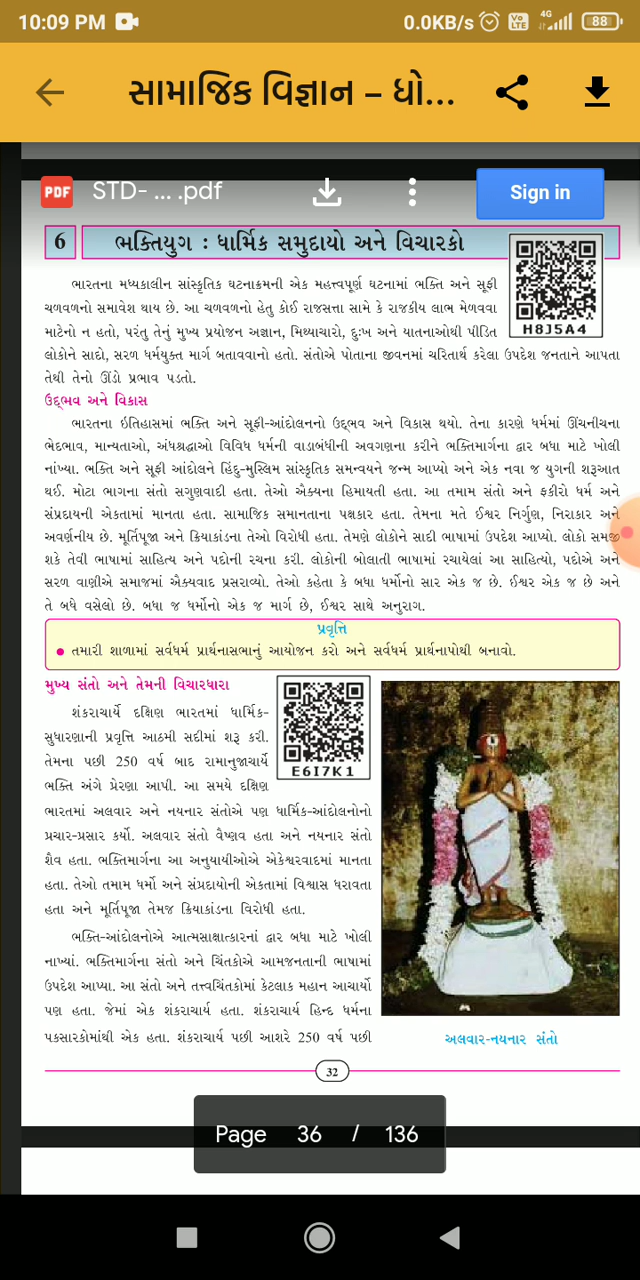 10:09 PM
0.0KB/s
Vo LTE
4G
88
સામાજિક વિજ્ઞાન – ધો...
PDF
STD- ... .pdf
Sign in
6
ભક્તિયુગ : ધાર્મિક સમુદાયો અને વિચારકો
H8J5A4
ભારતના મધ્યકાલીન સાંસ્કૃતિક ઘટનાક્રમની એક મહત્ત્વપૂર્ણ ઘટનામાં ભક્તિ અને સૂફી
ચળવળનો સમાવેશ થાય છે. આ ચળવળનો હેતુ કોઈ રાજસત્તા સામે કે રાજકીય લાભ મેળવવા
માટેનો ન હતો, પરંતુ તેનું મુખ્ય પ્રયોજન અજ્ઞાન, મિથ્યાચારો, દુઃખ અને યાતનાઓથી પીડિત
લોકોને સાદો, સરળ ધર્મયુક્ત માર્ગ બતાવવાનો હતો. સંતોએ પોતાના જીવનમાં ચરિતાર્થ કરેલા ઉપદેશ જનતાને આપતા
તેથી તેનો ઊંડો પ્રભાવ પડતો.
ઉદ્ભવ અને વિકાસ
ભારતના ઇતિહાસમાં ભક્તિ અને સૂફી-આંદોલનનો ઉદ્ભવ અને વિકાસ થયો. તેના કારણે ધર્મમાં ઊંચનીચના
ભેદભાવ, માન્યતાઓ, અંધશ્રદ્ધાઓ વિવિધ ધર્મની વાડાબંધીની અવગણના કરીને ભક્તિમાર્ગના દ્વાર બધા માટે ખોલી
નાંખ્યા. ભક્તિ અને સૂફી આંદોલને હિંદુ-મુસ્લિમ સાંસ્કૃતિક સમન્વયને જન્મ આપ્યો અને એક નવા જ યુગની શરૂઆત
થઈ. મોટા ભાગના સંતો સગુણવાદી હતા. તેઓ ઐક્યના હિમાયતી હતા. આ તમામ સંતો અને ફકીરો ધર્મ અને
સંપ્રદાયની એકતામાં માનતા હતા. સામાજિક સમાનતાના પક્ષકાર હતા. તેમના મતે ઈશ્વર નિર્ગુણ, નિરાકાર અને
અવર્ણનીય છે. મૂર્તિપૂજા અને ક્રિયાકાંડના તેઓ વિરોધી હતા. તેમણે લોકોને સાદી ભાષામાં ઉપદેશ આપ્યો. લોકો સમજી
શકે તેવી ભાષામાં સાહિત્ય અને પદોની રચના કરી. લોકોની બોલાતી ભાષામાં રચાયેલાં આ સાહિત્યો, પદોએ અને
સરળ વાણીએ સમાજમાં ઐક્યવાદ પ્રસરાવ્યો. તેઓ કહેતા કે બધા ધર્મોનો સાર એક જ છે. ઈશ્વર એક જ છે અને
તે બધે વસેલો છે. બધા જ ધર્મોનો એક જ માર્ગ છે, ઈશ્વર સાથે અનુરાગ.
પ્રવૃત્તિ
● તમારી શાળામાં સર્વધર્મ પ્રાર્થનાસભાનું આયોજન કરો અને સર્વધર્મ પ્રાર્થનાપોથી બનાવો.
મુખ્ય સંતો અને તેમની વિચારધારા
શંકરાચાર્યે દક્ષિણ ભારતમાં ધાર્મિક-
સુધારણાની પ્રવૃત્તિ આઠમી સદીમાં શરૂ કરી.
તેમના પછી 250 વર્ષ બાદ રામાનુજાચાર્યે
ભક્તિ અંગે પ્રેરણા આપી. આ સમયે દક્ષિણ
E6I7K1
ભારતમાં અલવાર અને નયનાર સંતોએ પણ ધાર્મિક-આંદોલનોનો
પ્રચાર-પ્રસાર કર્યો. અલવાર સંતો વૈષ્ણવ હતા અને નયનાર સંતો
શૈવ હતા. ભક્તિમાર્ગના આ અનુયાયીઓએ એકેશ્વરવાદમાં માનતા
હતા. તેઓ તમામ ધર્મો અને સંપ્રદાયોની એકતામાં વિશ્વાસ ધરાવતા
હતા અને મૂર્તિપૂજા તેમજ ક્રિયાકાંડના વિરોધી હતા.
ભક્તિ-આંદોલનોએ આત્મસાક્ષાત્કારનાં દ્વાર બધા માટે ખોલી
નાખ્યાં. ભક્તિમાર્ગના સંતો અને ચિંતકોએ આમજનતાની ભાષામાં
ઉપદેશ આપ્યા. આ સંતો અને તત્ત્વચિંતકોમાં કેટલાક મહાન આચાર્યો
પણ હતા. જેમાં એક શંકરાચાર્ય હતા. શંકરાચાર્ય હિન્દ ધર્મના
પક્સારકોમાંથી એક હતા. શંકરાચાર્ય પછી આશરે 250 વર્ષ પછી
અલવાર-નયનાર સંતો
32
Page 36 / 136